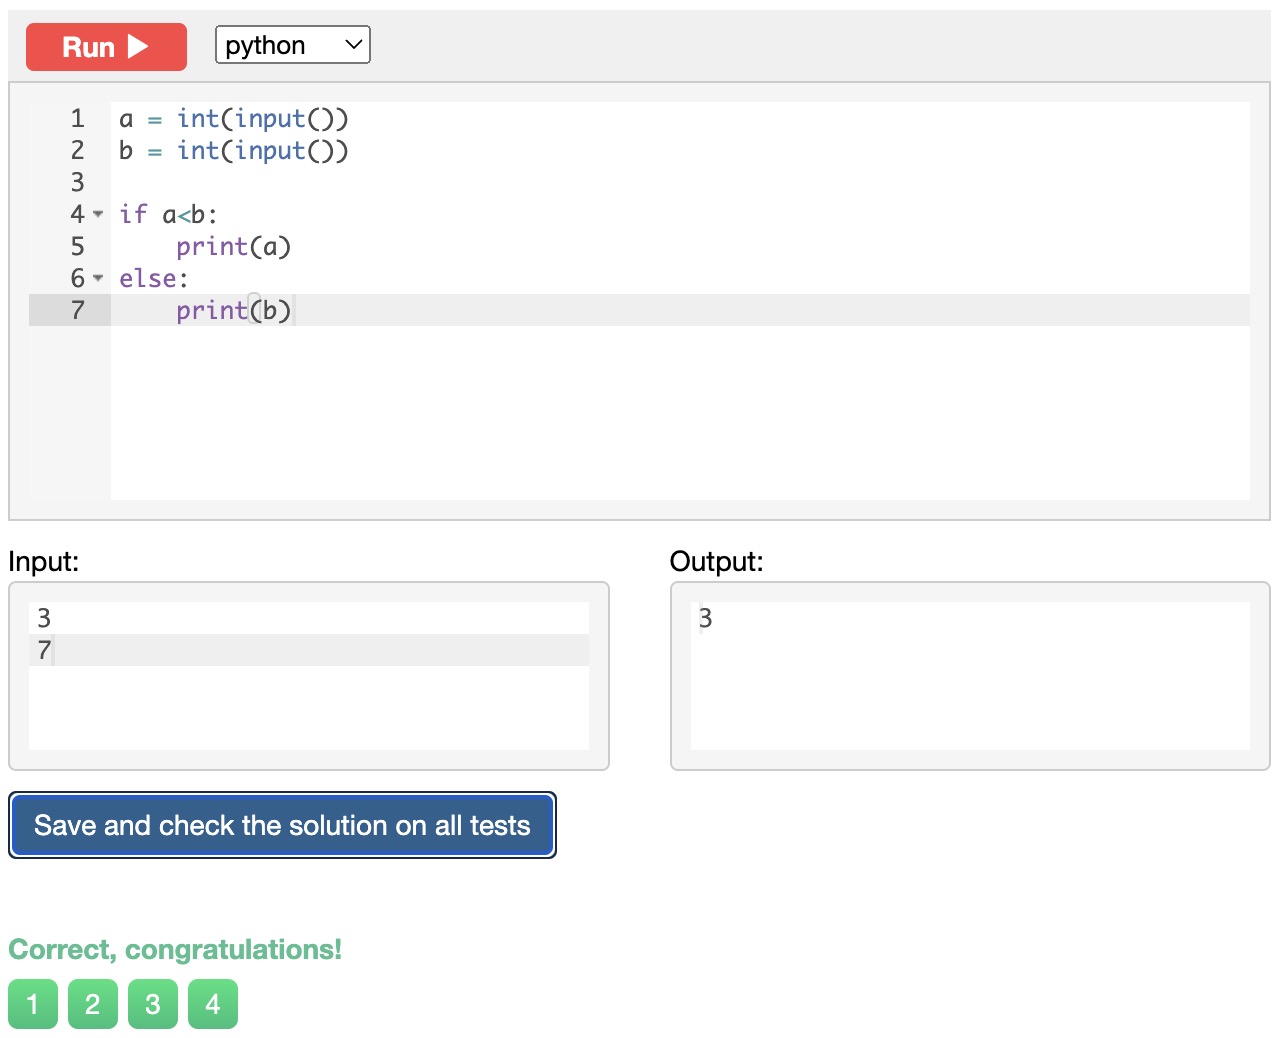 Run
python
1 a = int(input())
2 b = int(input())
3
4 if a<b:
5     print(a)
6 else:
7     print(b)
Input:
3
7
Output:
3
Save and check the solution on all tests
Correct, congratulations!
1 2 3 4